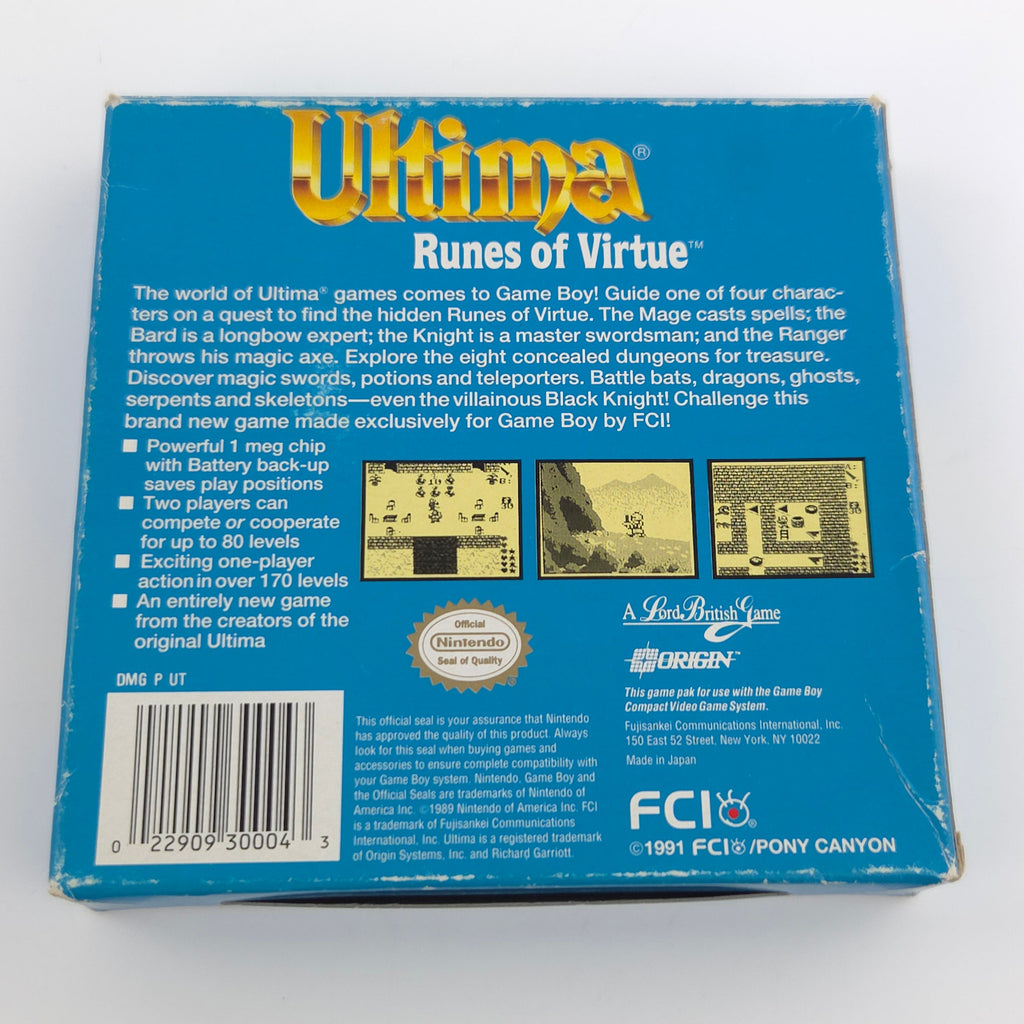 Ultima®
Runes of Virtue™
The world of Ultima® games comes to Game Boy! Guide one of four charac-
ters on a quest to find the hidden Runes of Virtue. The Mage casts spells; the
Bard is a longbow expert; the Knight is a master swordsman; and the Ranger
throws his magic axe. Explore the eight concealed dungeons for treasure.
Discover magic swords, potions and teleporters. Battle bats, dragons, ghosts,
serpents and skeletons—even the villainous Black Knight! Challenge this
brand new game made exclusively for Game Boy by FCI!
■ Powerful 1 meg chip
with Battery back-up
saves play positions
■ Two players can
compete or cooperate
for up to 80 levels
■ Exciting one-player
action in over 170 levels
■ An entirely new game
from the creators of the
original Ultima
DMG P UT
0 22909 30004 3
Official
Nintendo
Seal of Quality
This official seal is your assurance that Nintendo
has approved the quality of this product. Always
look for this seal when buying games and
accessories to ensure complete compatibility with
your Game Boy system. Nintendo, Game Boy and
the Official Seals are trademarks of Nintendo of
America Inc. ©1989 Nintendo of America Inc. FCI
is a trademark of Fujisankei Communications
International, Inc. Ultima is a registered trademark
of Origin Systems, Inc. and Richard Garriott.
A Lord British Game
ORIGIN™
This game pak for use with the Game Boy
Compact Video Game System.
Fujisankei Communications International, Inc.
150 East 52 Street, New York, NY 10022
Made in Japan
FCI®
©1991 FCI/PONY CANYON